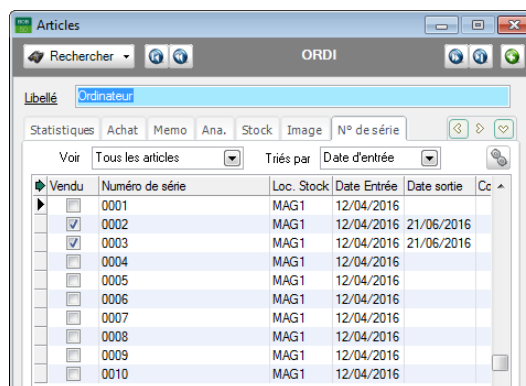 Articles
Rechercher ORDI
Libellé Ordinateur
Statistiques Achat Memo Ana. Stock Image N° de série
Voir Tous les articles Triés par Date d'entrée
Vendu Numéro de série Loc. Stock Date Entrée Date sortie Cc
0001 MAG1 12/04/2016
0002 MAG1 12/04/2016 21/06/2016
0003 MAG1 12/04/2016 21/06/2016
0004 MAG1 12/04/2016
0005 MAG1 12/04/2016
0006 MAG1 12/04/2016
0007 MAG1 12/04/2016
0008 MAG1 12/04/2016
0009 MAG1 12/04/2016
0010 MAG1 12/04/2016